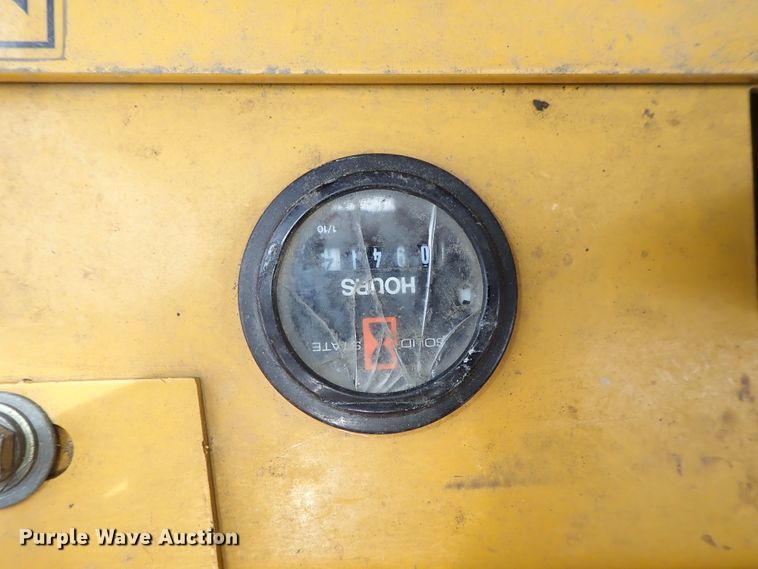 SOLID STATE
HOURS
1/10
Purple Wave Auction